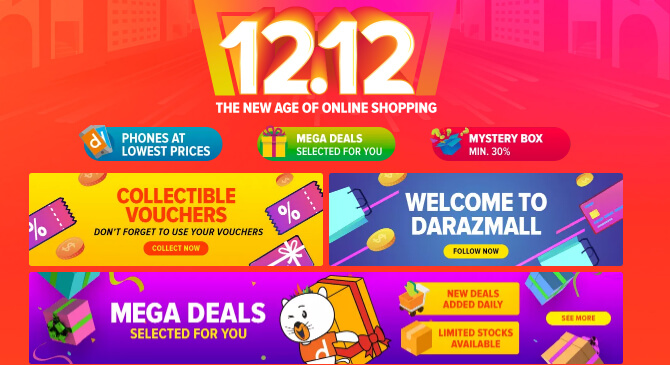 12.12
THE NEW AGE OF ONLINE SHOPPING
PHONES AT
LOWEST PRICES
MEGA DEALS
SELECTED FOR YOU
MYSTERY BOX
MIN. 30%
COLLECTIBLE
VOUCHERS
DON'T FORGET TO USE YOUR VOUCHERS
COLLECT NOW
WELCOME TO
DARAZMALL
FOLLOW NOW
MEGA DEALS
SELECTED FOR YOU
NEW DEALS
ADDED DAILY
LIMITED STOCKS
AVAILABLE
SEE MORE